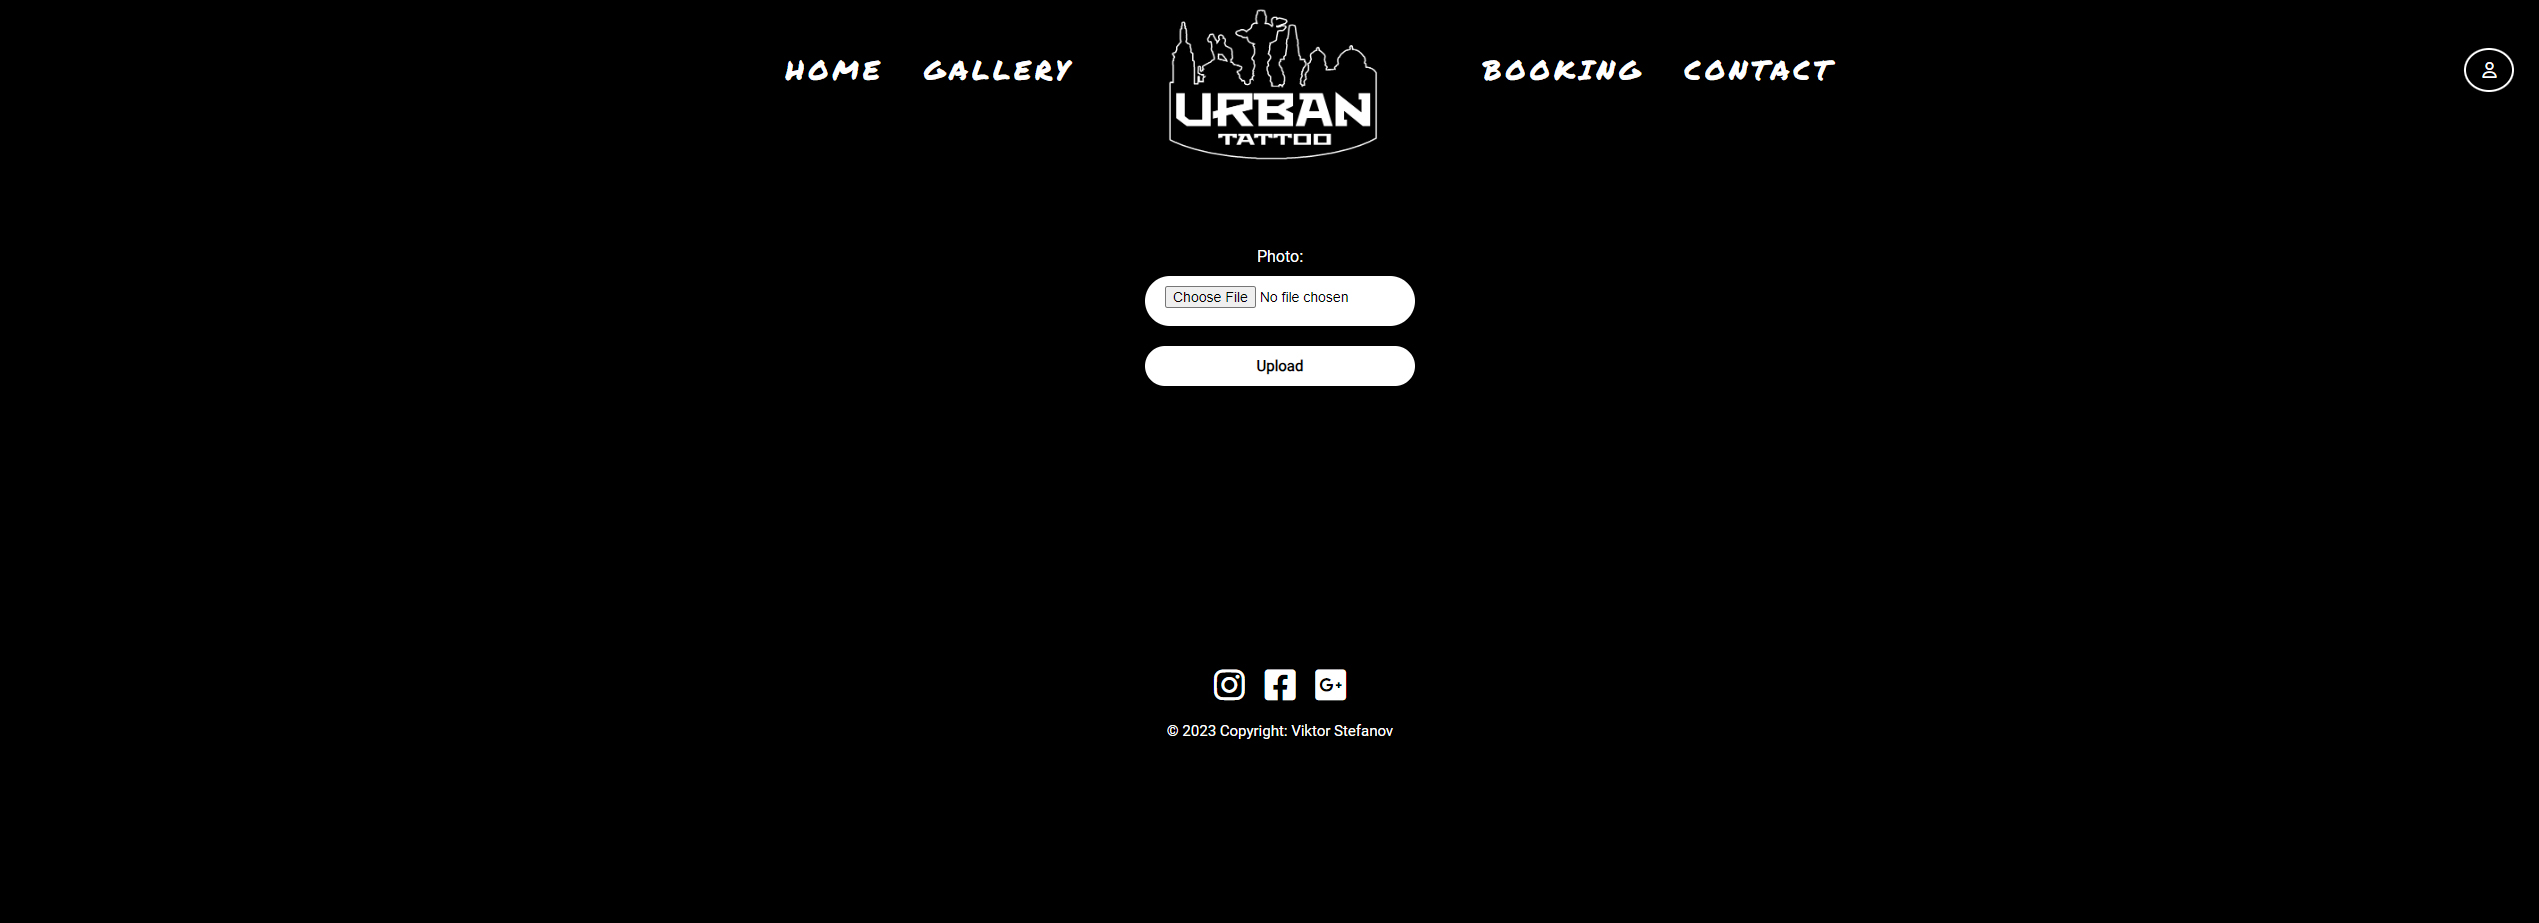 HOME GALLERY BOOKING CONTACT
URBAN
TATTOO
Photo:
Choose File No file chosen
Upload
G+
© 2023 Copyright: Viktor Stefanov